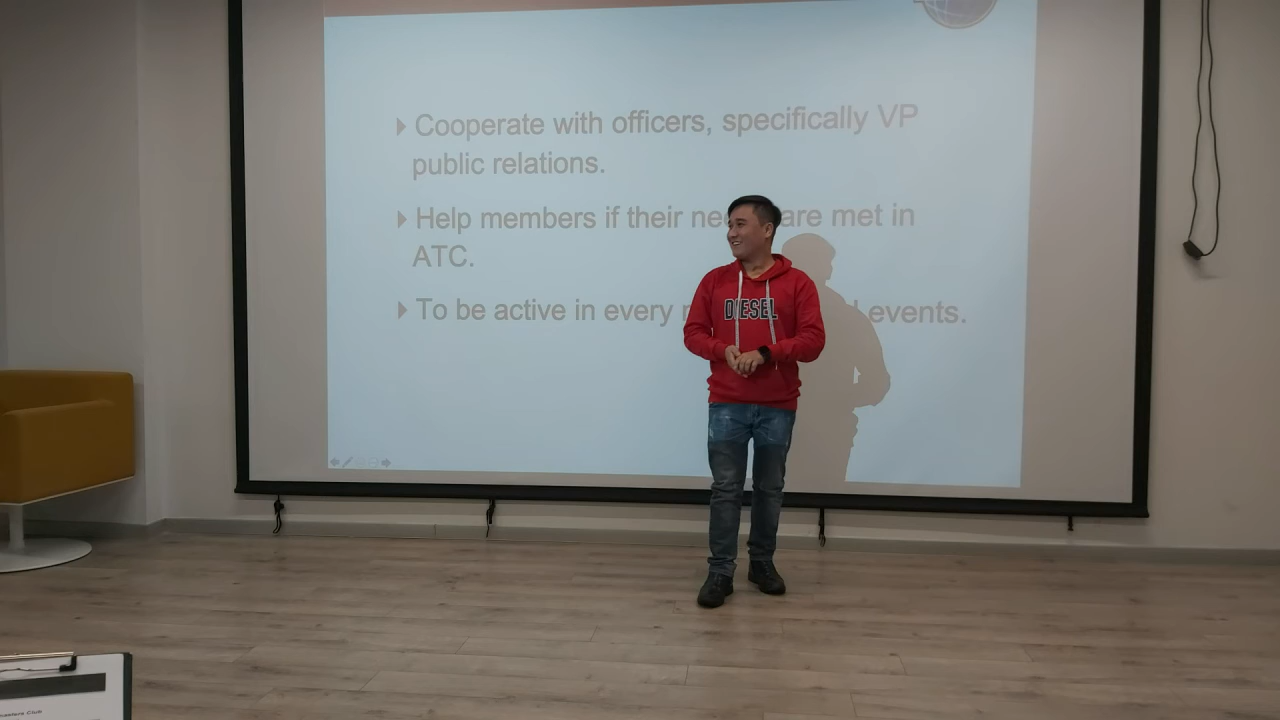 Cooperate with officers, specifically VP
public relations.
Help members if their are met in
ATC.
To be active in every events.
DIESEL
Club